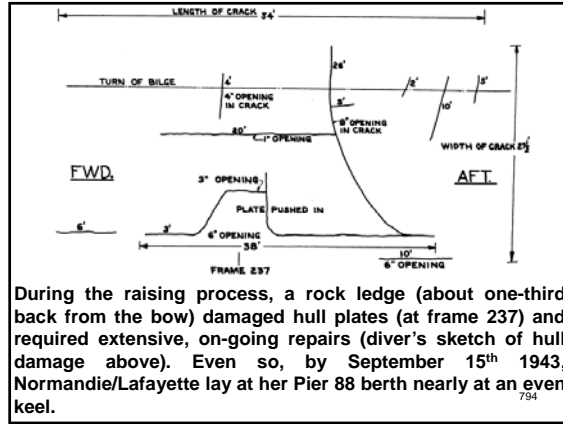 LENGTH OF CRACK 54'
TURN OF BILGE
4'
4" OPENING
IN CRACK
26'
3'
8" OPENING
IN CRACK
2'
10'
5'
WIDTH OF CRACK 27½'
20'
1" OPENING
FWD.
AFT.
3" OPENING
PLATE PUSHED IN
6'
3'
6" OPENING
38'
FRAME 237
10'
6" OPENING
During the raising process, a rock ledge (about one-third
back from the bow) damaged hull plates (at frame 237) and
required extensive, on-going repairs (diver's sketch of hull
damage above). Even so, by September 15th 1943,
Normandie/Lafayette lay at her Pier 88 berth nearly at an even
keel.
794